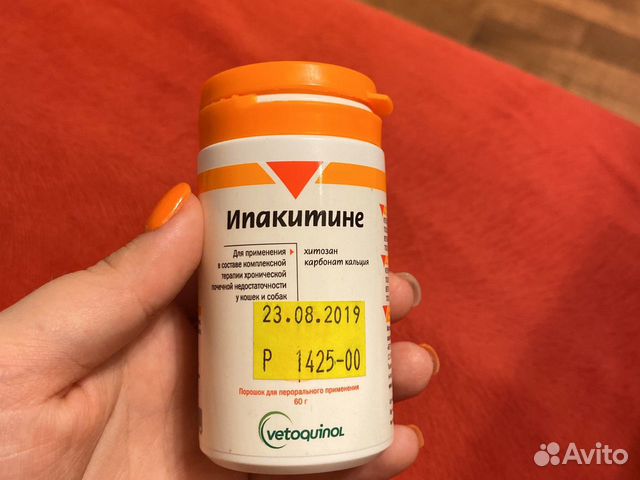 Ипакитине
Для применения
в составе комплексной
терапии хронической
почечной недостаточности
у кошек и собак
хитозан
карбонат кальция
23.08.2019
Р 1425-00
Порошок для перорального применения
60 г
vetoquinol
Avito